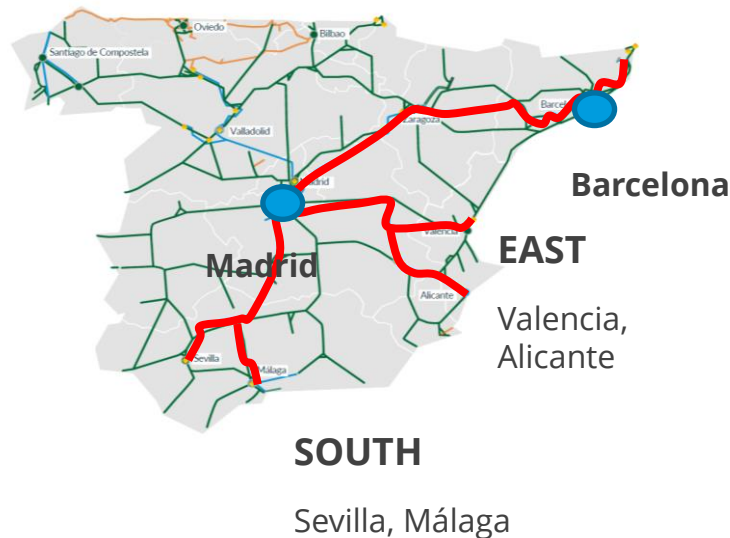 Oviedo
Bilbao
Santiago de Compostela
Valladolid
Zaragoza
Barcel
Madrid
Barcelona
Madrid
Valencia
EAST
Alicante
Valencia,
Alicante
Sevilla
Málaga
SOUTH
Sevilla, Málaga